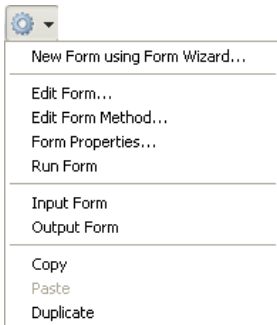 New Form using Form Wizard...
Edit Form...
Edit Form Method...
Form Properties...
Run Form
Input Form
Output Form
Copy
Paste
Duplicate